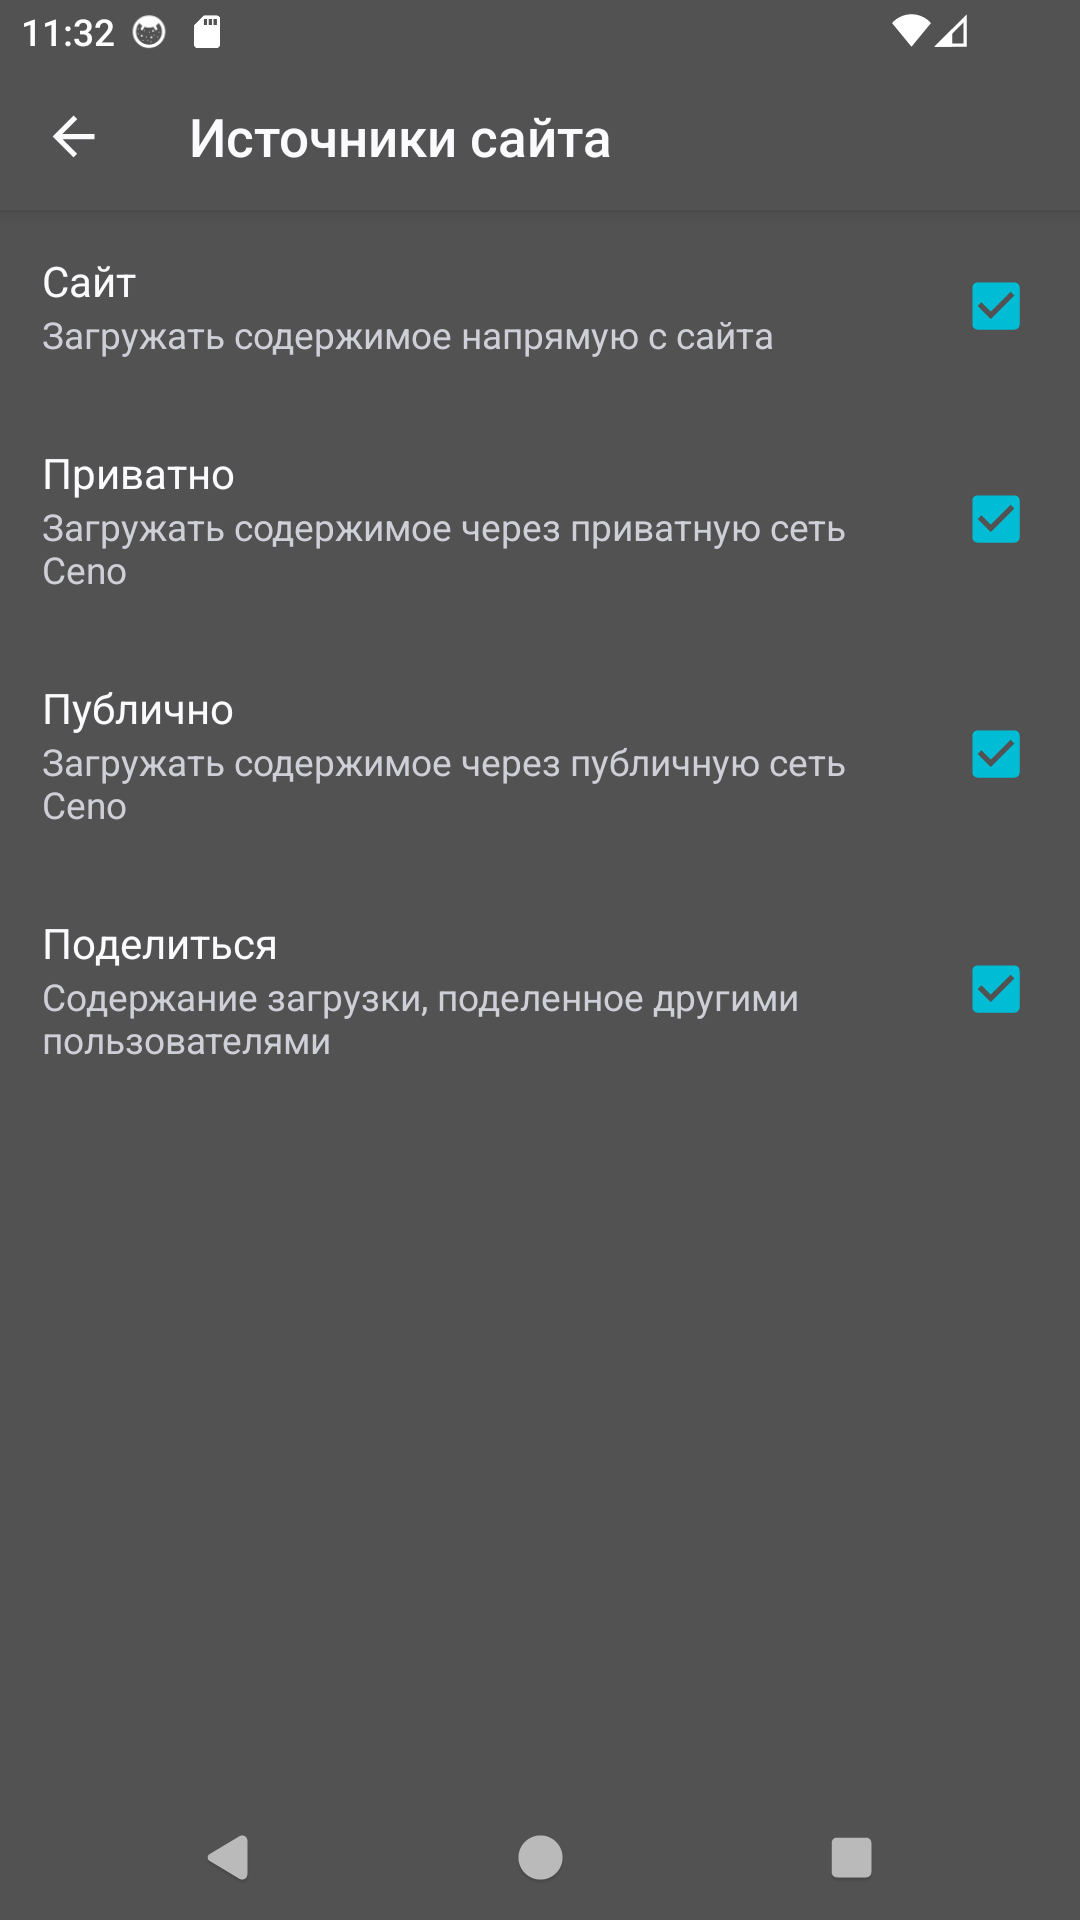 11:32
Источники сайта
Сайт
Загружать содержимое напрямую с сайта
Приватно
Загружать содержимое через приватную сеть
Ceno
Публично
Загружать содержимое через публичную сеть
Ceno
Поделиться
Содержание загрузки, поделенное другими
пользователями